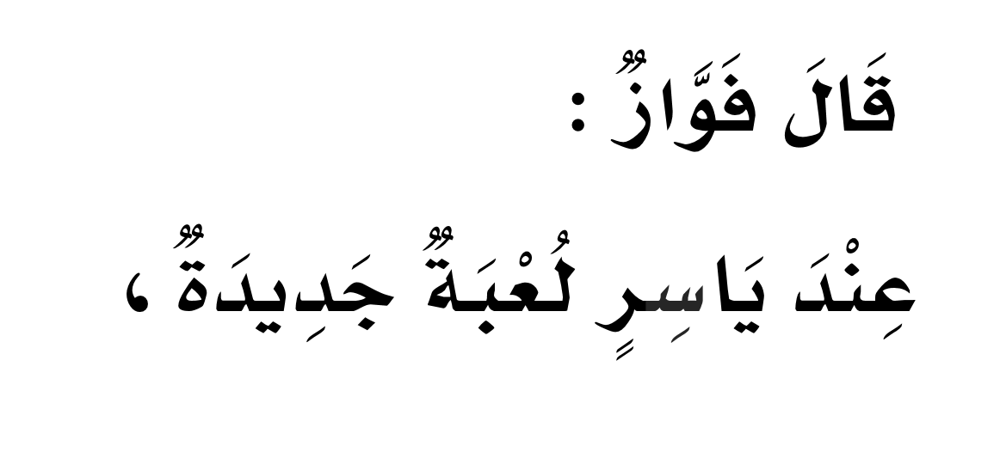 قَالَ فَوَّازٌ :
عِنْدَ يَاسِرٍ لُعْبَةٌ جَدِيدَةٌ ،